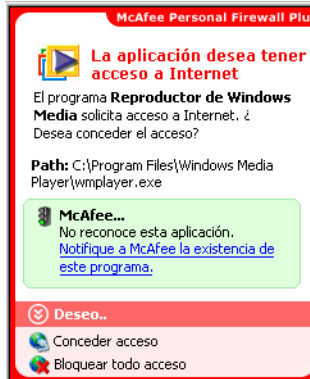 McAfee Personal Firewall Plu
La aplicación desea tener
acceso a Internet
El programa Reproductor de Windows
Media solicita acceso a Internet. ¿
Desea conceder el acceso?
Path: C:\Program Files\Windows Media
Player\wmplayer.exe
McAfee...
No reconoce esta aplicación.
Notifique a McAfee la existencia de
este programa.
Deseo..
Conceder acceso
Bloquear todo acceso